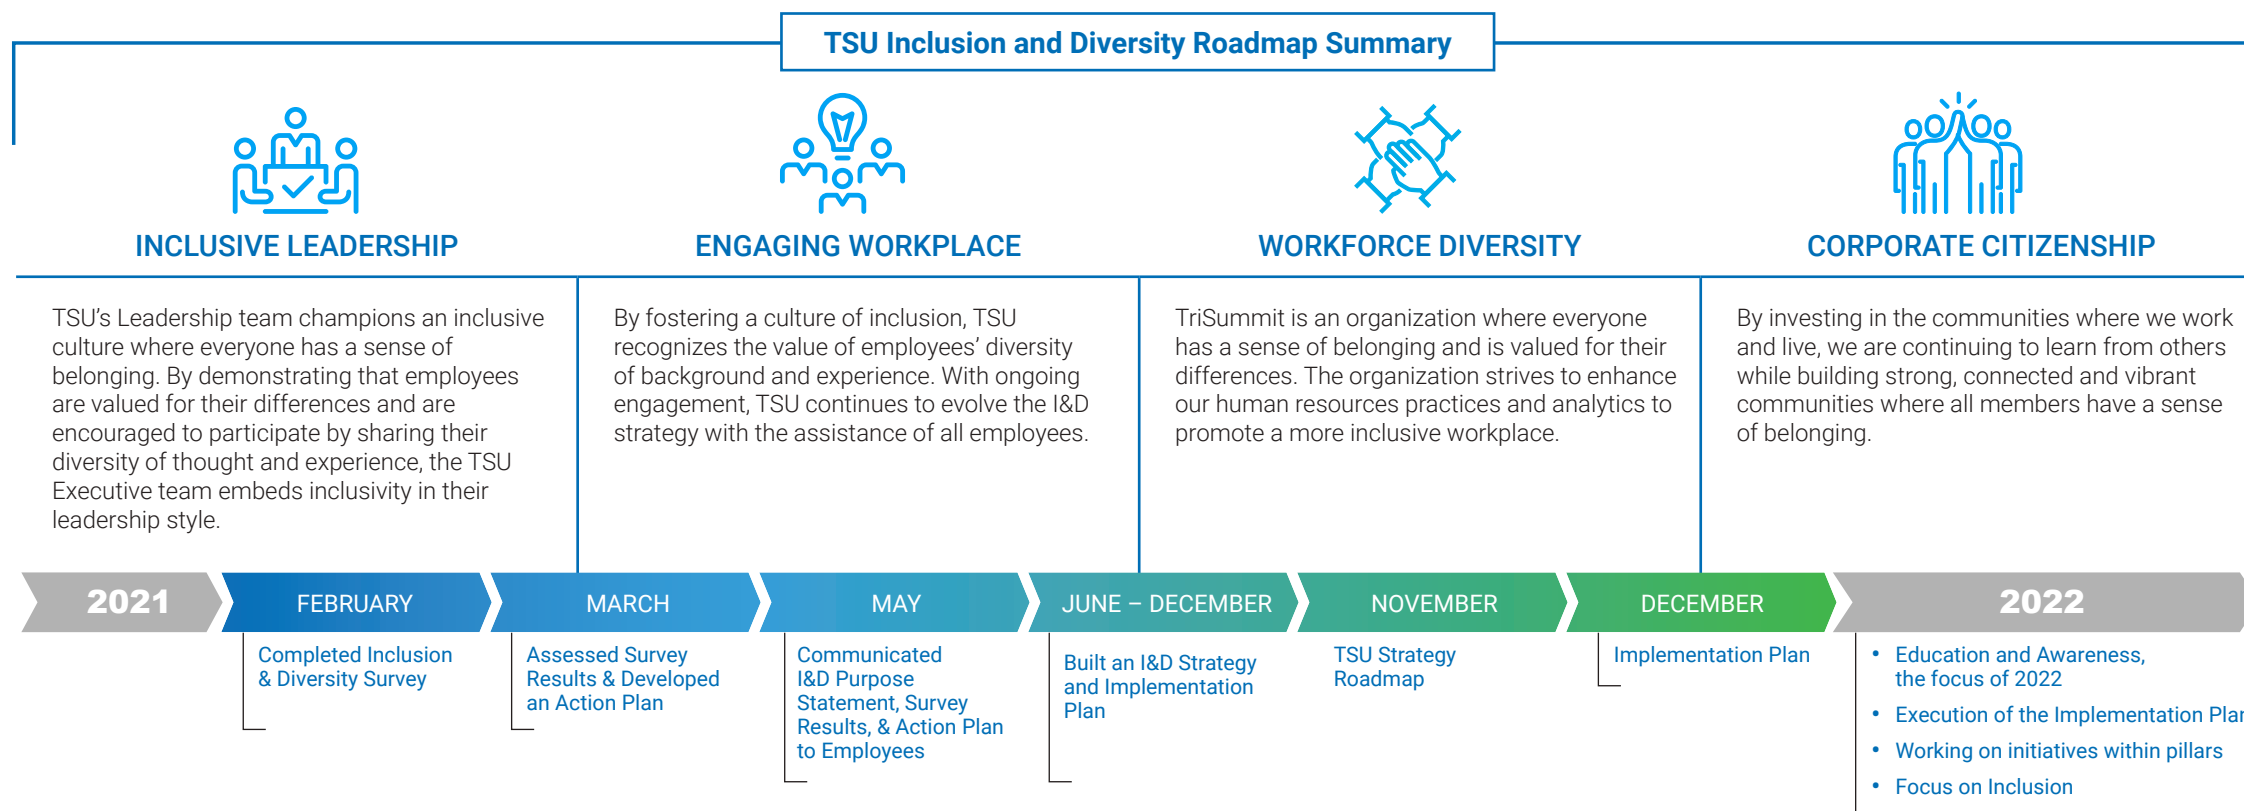 TSU Inclusion and Diversity Roadmap Summary
INCLUSIVE LEADERSHIP
TSU's Leadership team champions an inclusive
culture where everyone has a sense of
belonging. By demonstrating that employees
are valued for their differences and are
encouraged to participate by sharing their
diversity of thought and experience, the TSU
Executive team embeds inclusivity in their
leadership style.
ENGAGING WORKPLACE
By fostering a culture of inclusion, TSU
recognizes the value of employees' diversity
of background and experience. With ongoing
engagement, TSU continues to evolve the I&D
strategy with the assistance of all employees.
WORKFORCE DIVERSITY
TriSummit is an organization where everyone
has a sense of belonging and is valued for their
differences. The organization strives to enhance
our human resources practices and analytics to
promote a more inclusive workplace.
CORPORATE CITIZENSHIP
By investing in the communities where we work
and live, we are continuing to learn from others
while building strong, connected and vibrant
communities where all members have a sense
of belonging.
2021
FEBRUARY
Completed Inclusion
& Diversity Survey
MARCH
Assessed Survey
Results & Developed
an Action Plan
MAY
Communicated
I&D Purpose
Statement, Survey
Results, & Action Plan
to Employees
JUNE – DECEMBER
Built an I&D Strategy
and Implementation
Plan
NOVEMBER
TSU Strategy
Roadmap
DECEMBER
Implementation Plan
2022
• Education and Awareness,
the focus of 2022
• Execution of the Implementation Plan
• Working on initiatives within pillars
• Focus on Inclusion